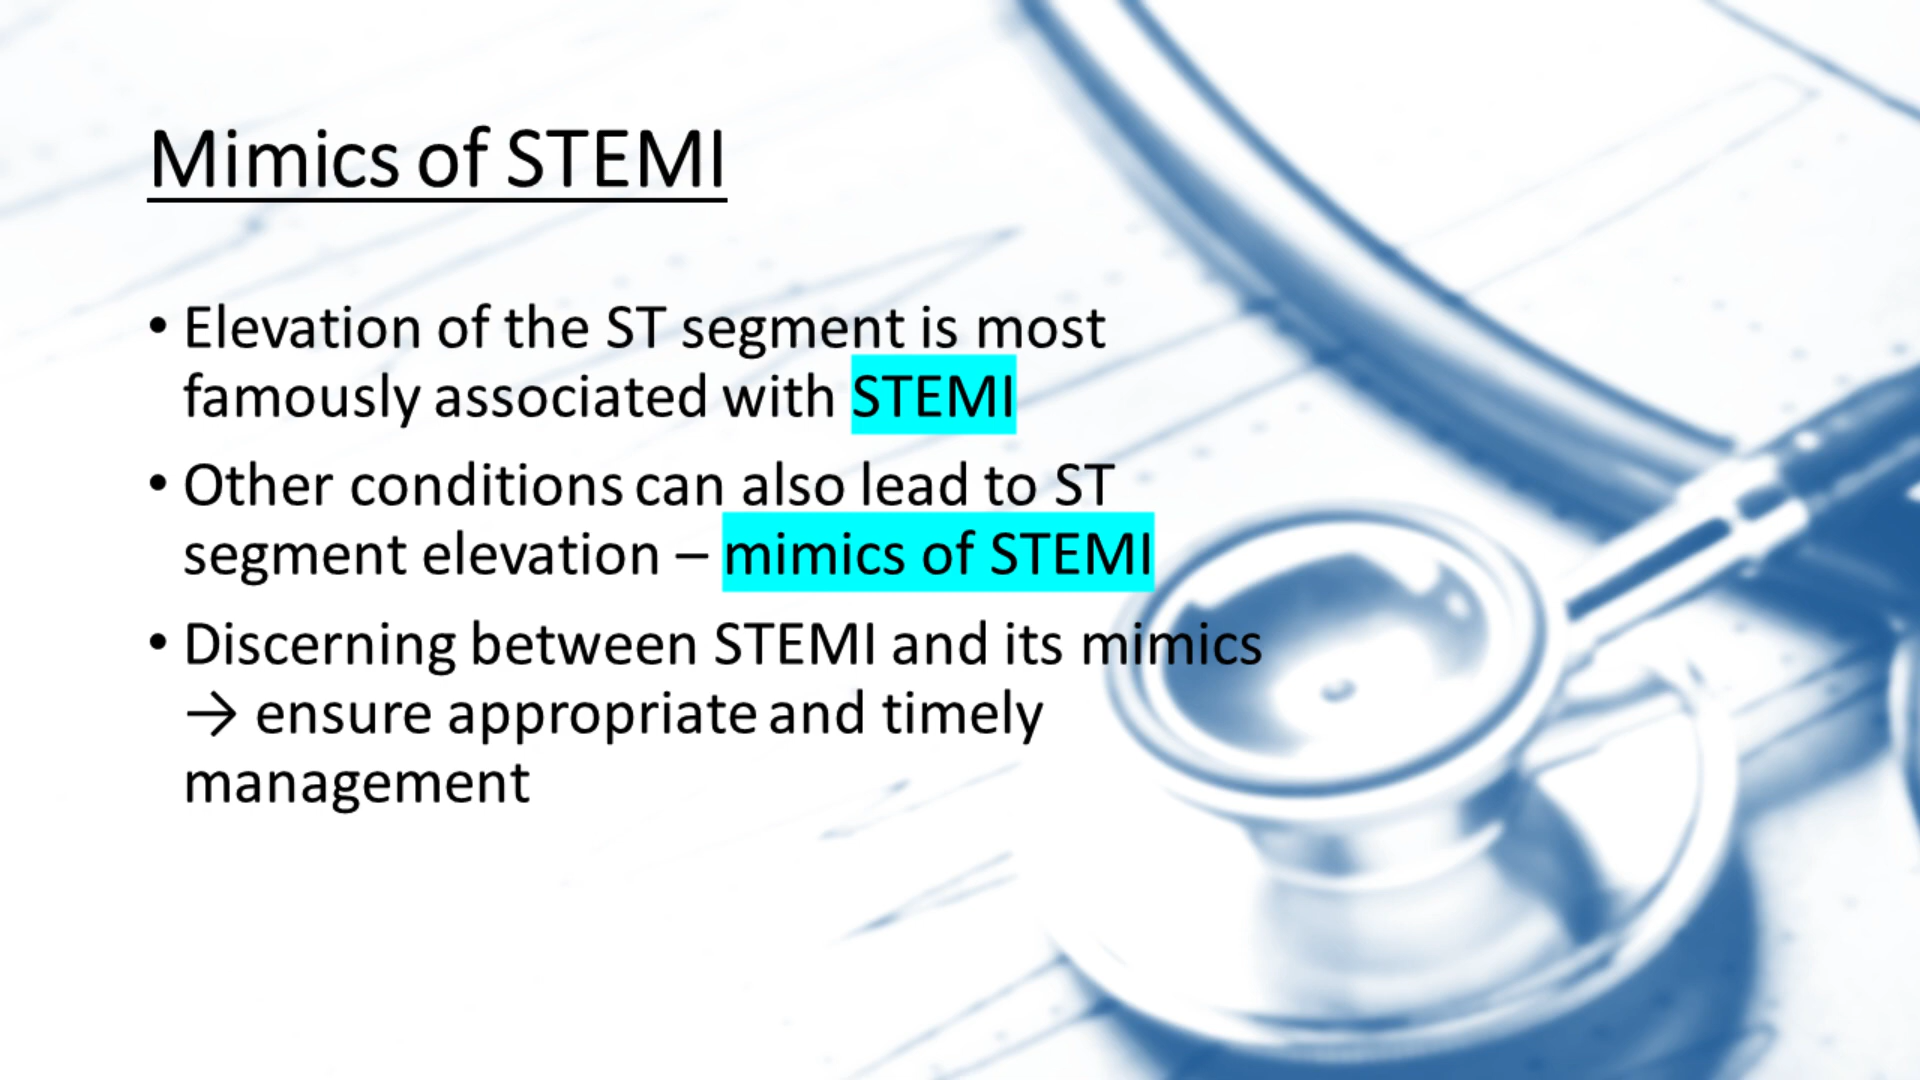 Mimics of STEMI
• Elevation of the ST segment is most
famously associated with STEMI
• Other conditions can also lead to ST
segment elevation – mimics of STEMI
• Discerning between STEMI and its mimics
→ ensure appropriate and timely
management